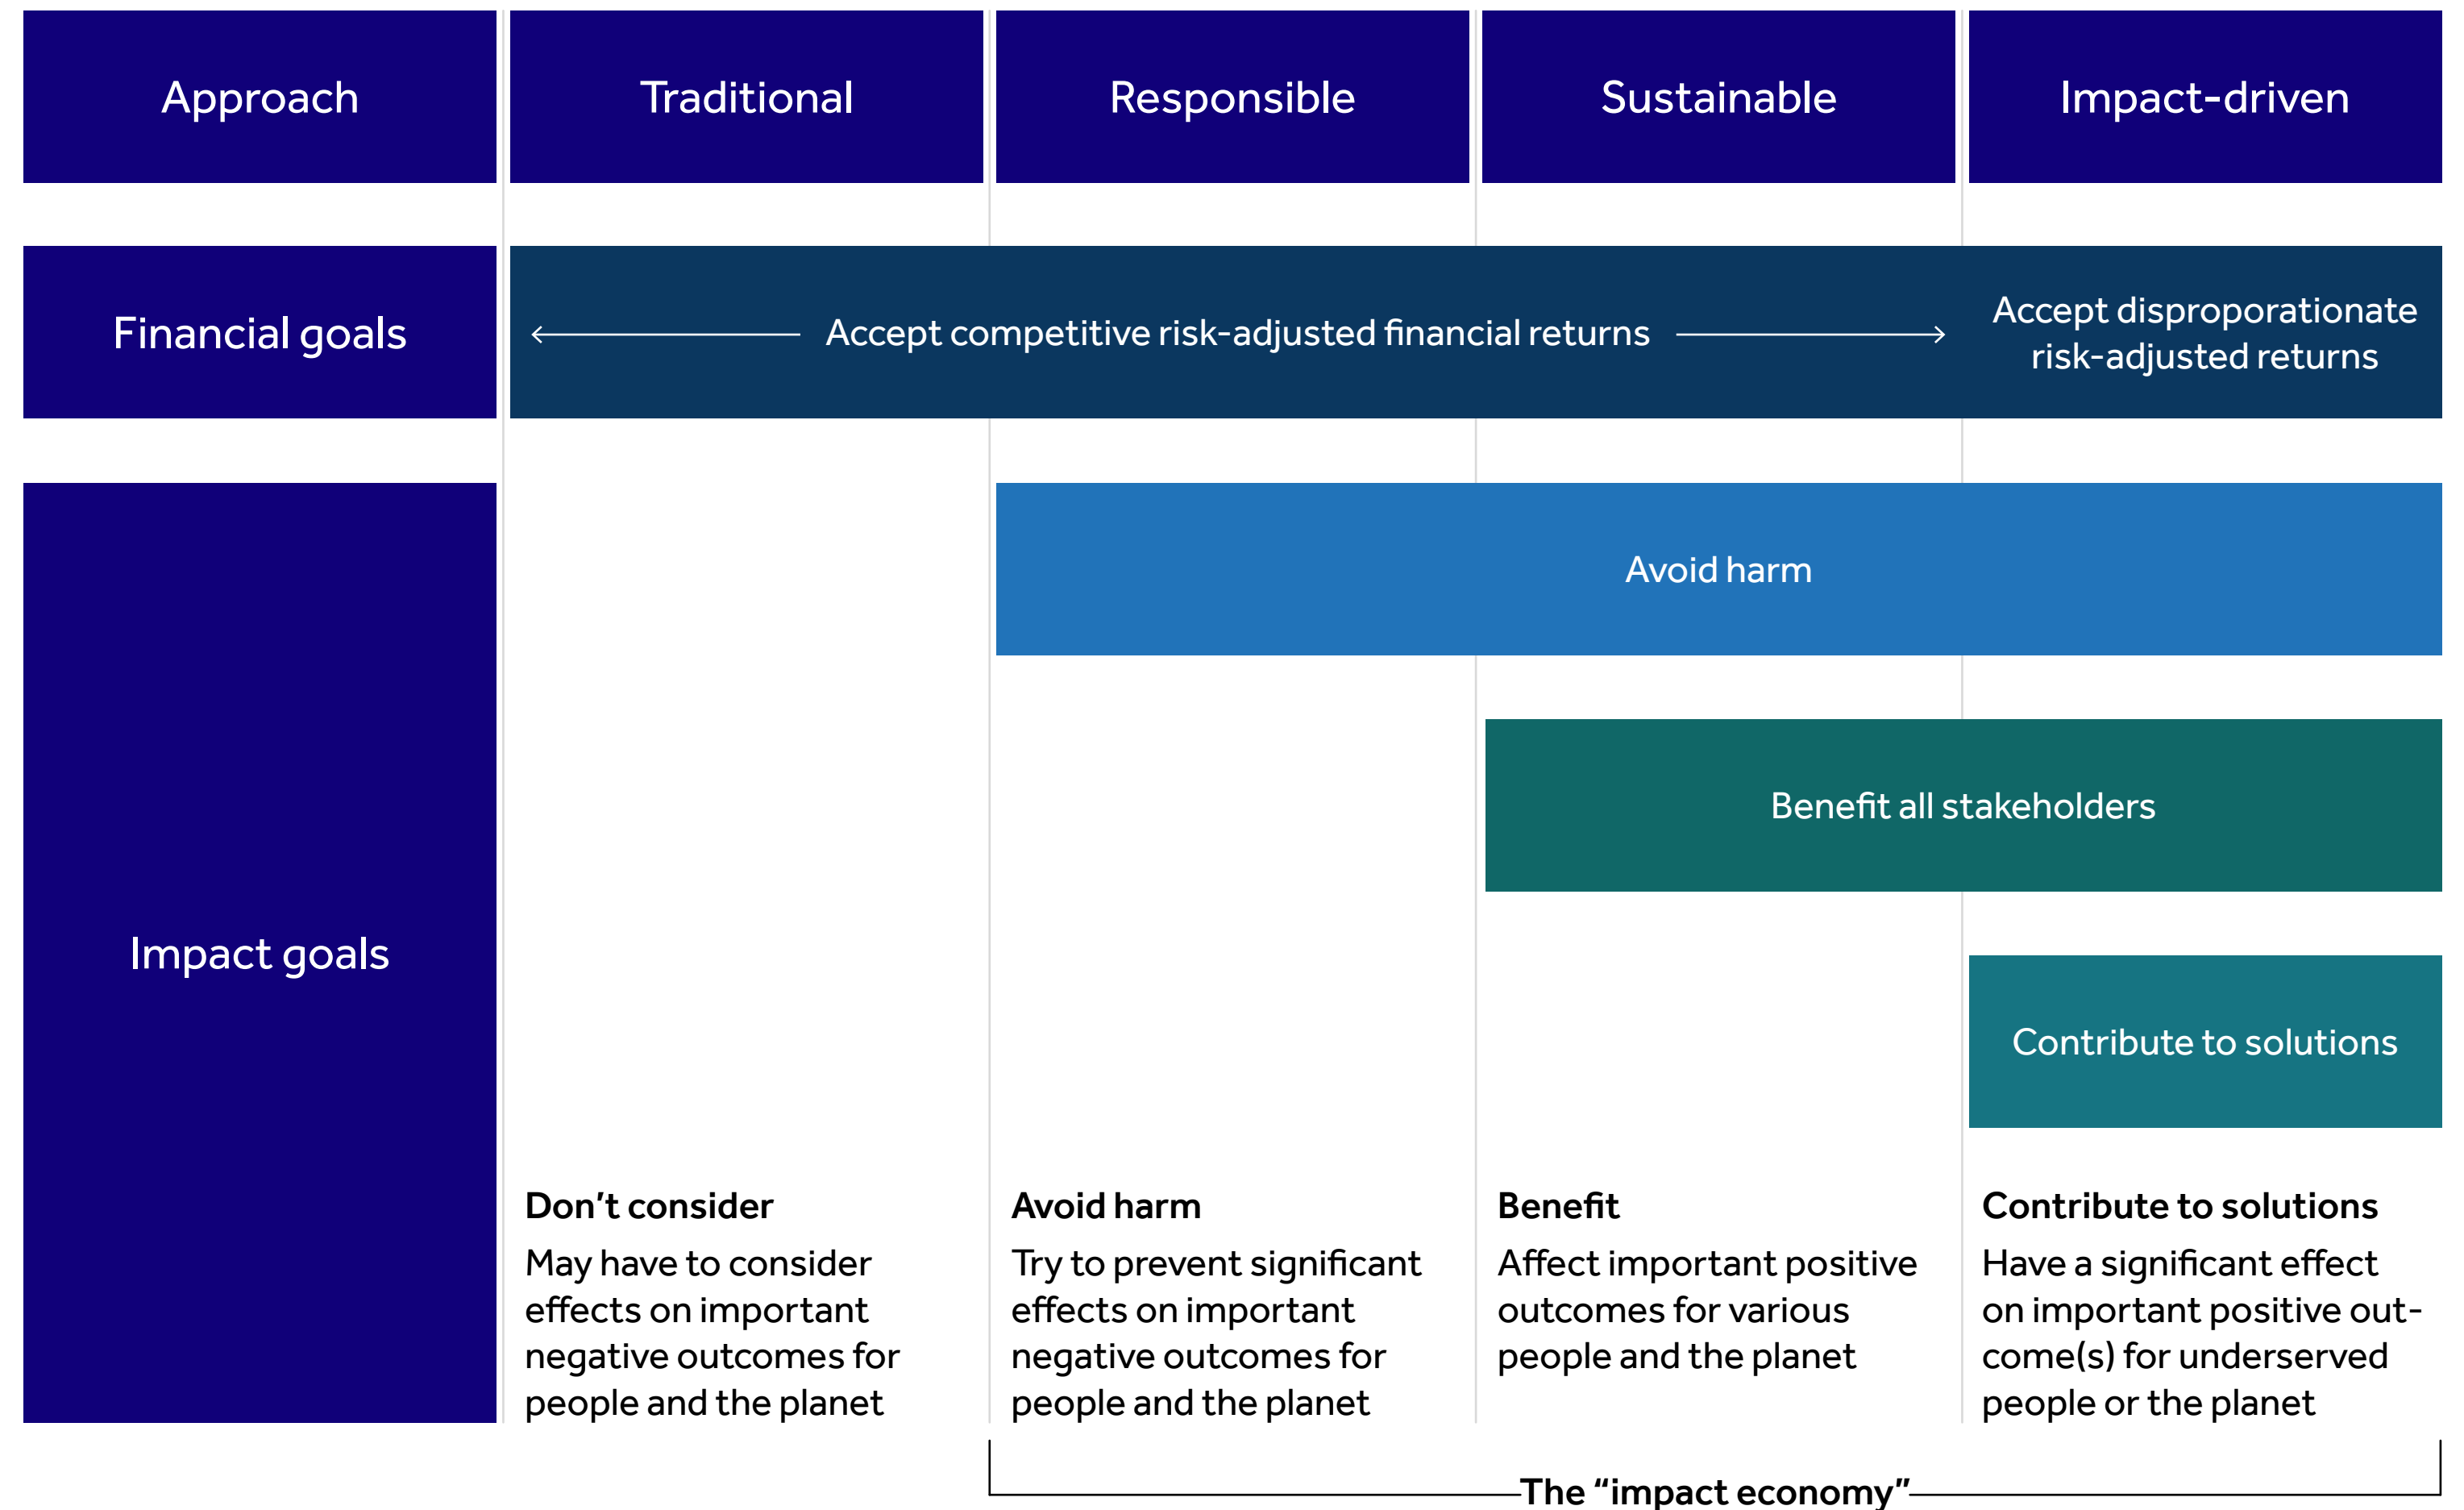 Approach
Traditional
Responsible
Sustainable
Impact-driven
Financial goals
Accept competitive risk-adjusted financial returns
Accept disproporationate
risk-adjusted returns
Impact goals
Avoid harm
Benefit all stakeholders
Contribute to solutions
Don’t consider
May have to consider
effects on important
negative outcomes for
people and the planet
Avoid harm
Try to prevent significant
effects on important
negative outcomes for
people and the planet
Benefit
Affect important positive
outcomes for various
people and the planet
Contribute to solutions
Have a significant effect
on important positive out-
come(s) for underserved
people or the planet
The “impact economy”